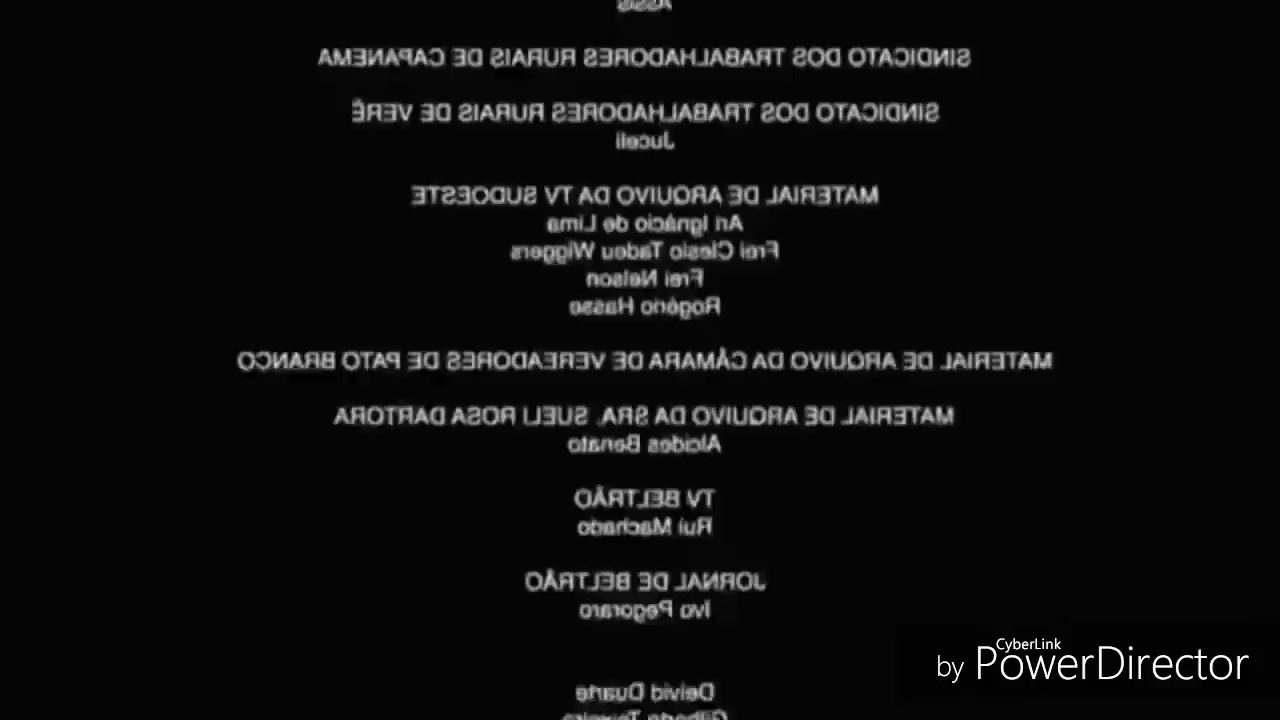 Assis
SINDICATO DOS TRABALHADORES RURAIS DE CAPANEMA
SINDICATO DOS TRABALHADORES RURAIS DE VERÊ
Juceli
MATERIAL DE ARQUIVO DA TV SUDOESTE
Ari Ignácio de Lima
Frei Clesio Tadeu Wiggers
Frei Nelson
Rogério Hasse
MATERIAL DE ARQUIVO DA CÂMARA DE VEREADORES DE PATO BRANCO
MATERIAL DE ARQUIVO DA SRA. SUELI ROSA DARTORA
Alcides Benato
TV BELTRÃO
Rui Machado
JORNAL DE BELTRÃO
Ivo Pegoraro
Deivid Duarte
Gilberto Teixeira
CyberLink
by PowerDirector